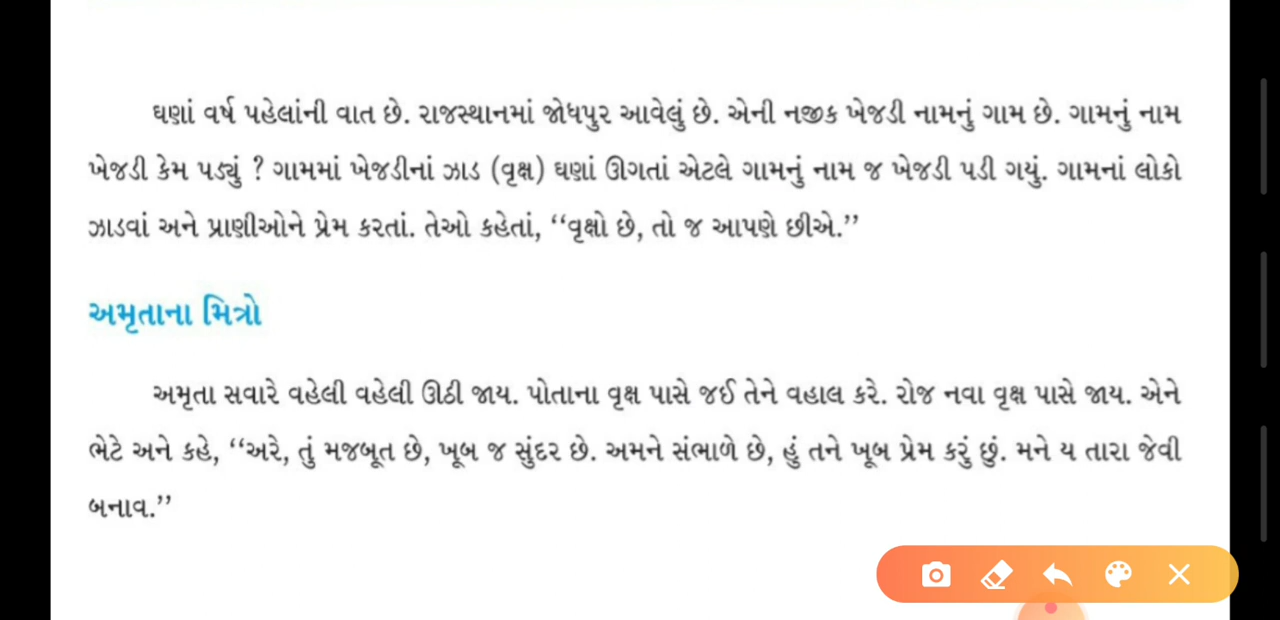 ઘણાં વર્ષ પહેલાંની વાત છે. રાજસ્થાનમાં જોધપુર આવેલું છે. એની નજીક ખેજડી નામનું ગામ છે. ગામનું નામ
ખેજડી કેમ પડ્યું ? ગામમાં ખેજડીનાં ઝાડ (વૃક્ષ) ઘણાં ઊગતાં એટલે ગામનું નામ જ ખેજડી પડી ગયું. ગામનાં લોકો
ઝાડવાં અને પ્રાણીઓને પ્રેમ કરતાં. તેઓ કહેતાં, ‘‘વૃક્ષો છે, તો જ આપણે છીએ.’’
અમૃતાના મિત્રો
અમૃતા સવારે વહેલી વહેલી ઊઠી જાય. પોતાના વૃક્ષ પાસે જઈ તેને વહાલ કરે. રોજ નવા વૃક્ષ પાસે જાય. એને
ભેટે અને કહે, ‘‘અરે, તું મજબૂત છે, ખૂબ જ સુંદર છે. અમને સંભાળે છે, હું તને ખૂબ પ્રેમ કરું છું. મને ય તારા જેવી
બનાવ.’’